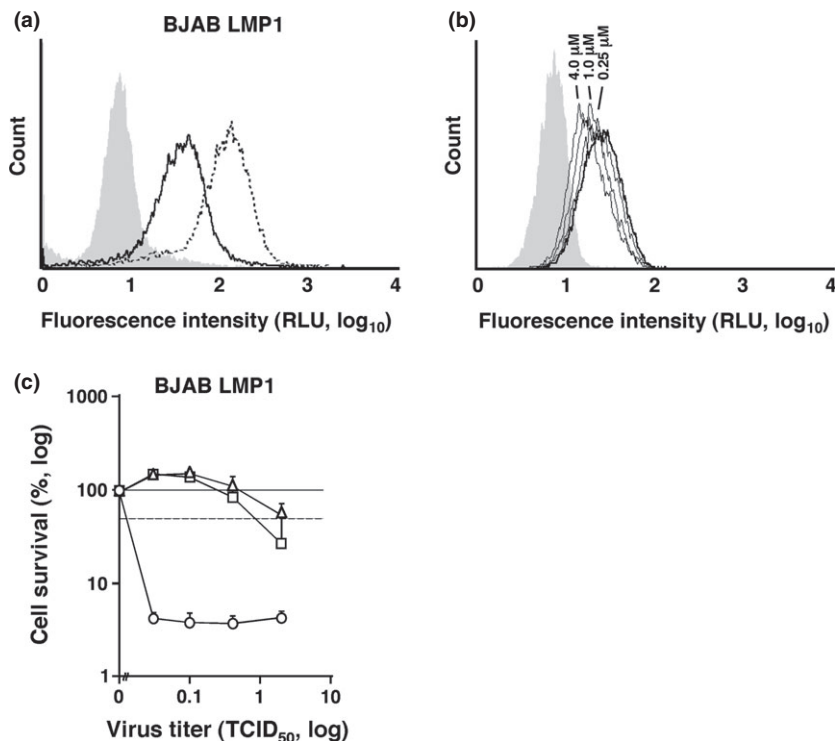 (a)
BJAB LMP1
Count
0 1 2 3 4
Fluorescence intensity (RLU, log10)
(b)
4.0 µM
1.0 µM
0.25 µM
Count
0 1 2 3 4
Fluorescence intensity (RLU, log10)
(c)
BJAB LMP1
Cell survival (%, log)
1000
100
10
1
0 0.1 1 10
Virus titer (TCID50, log)